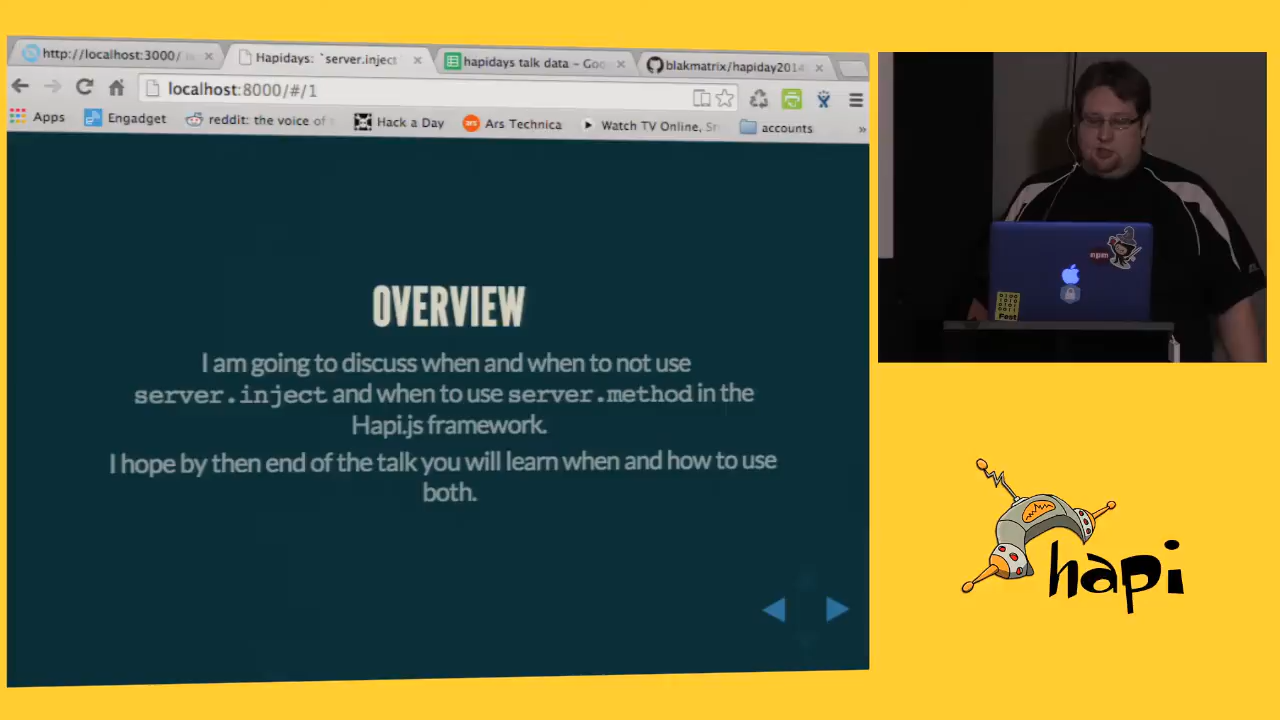 http://localhost:3000/
Hapidays: `server.inject
hapidays talk data - Goo
blakmatrix/hapiday2014
localhost:8000/#/1
Apps
Engadget
reddit: the voice of
Hack a Day
Ars Technica
Watch TV Online, Sr
accounts
»
OVERVIEW
I am going to discuss when and when to not use
server.inject and when to use server.method in the
Hapi.js framework.
I hope by then end of the talk you will learn when and how to use
both.
npm
Fest
hapi